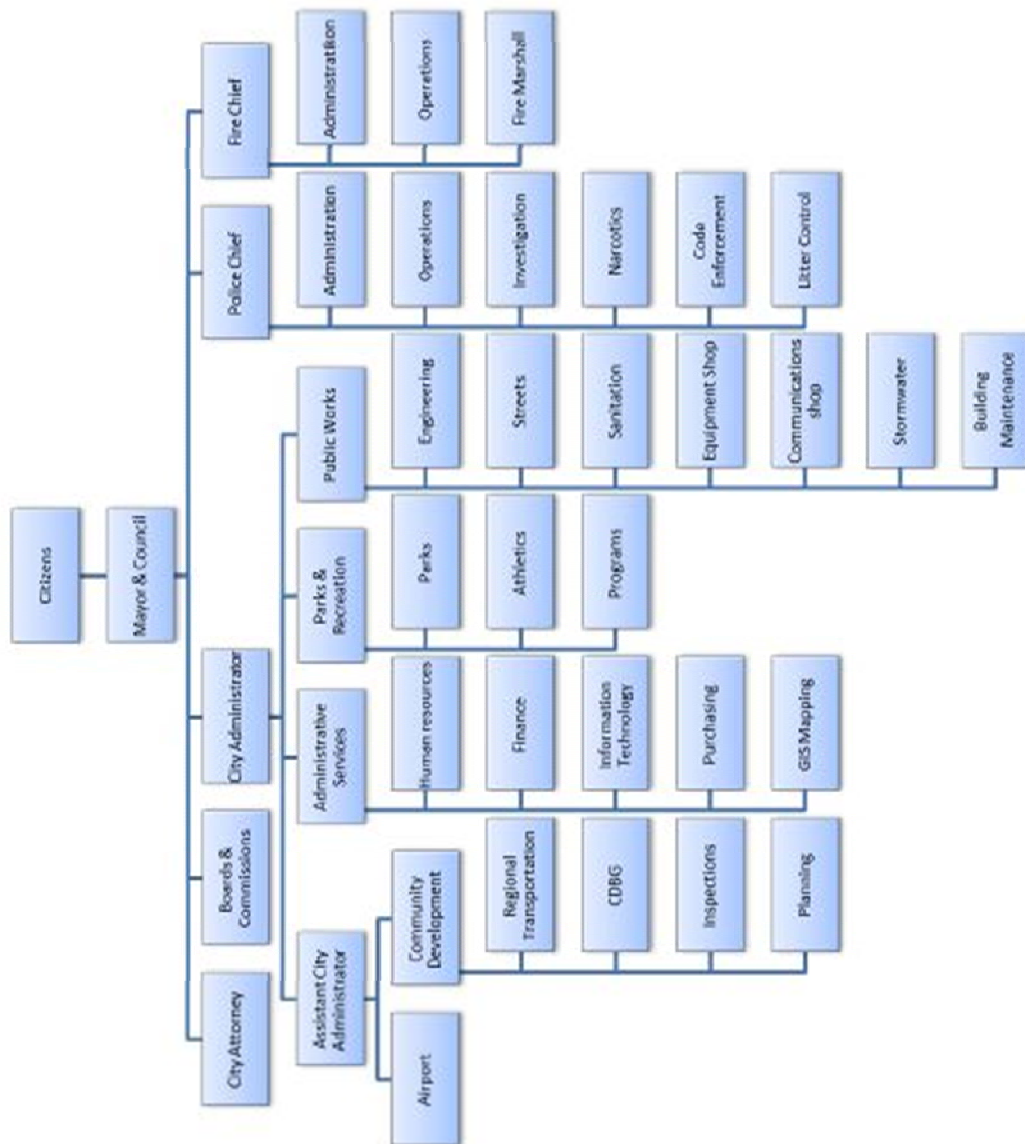 Citizens
Mayor & Council
City Attorney
Boards &
Commissions
City Administrator
Police Chief
Fire Chief
Assistant City
Administrator
Administrative
Services
Parks &
Recreation
Public Works
Airport
Community
Development
Regional
Transportation
CDBG
Inspections
Planning
Human resources
Finance
Information
Technology
Purchasing
GIS Mapping
Parks
Athletics
Programs
Engineering
Streets
Sanitation
Equipment Shop
Communications
shop
Stormwater
Building
Maintenance
Administration
Operations
Investigation
Narcotics
Code
Enforcement
Litter Control
Administratikon
Operations
Fire Marshall